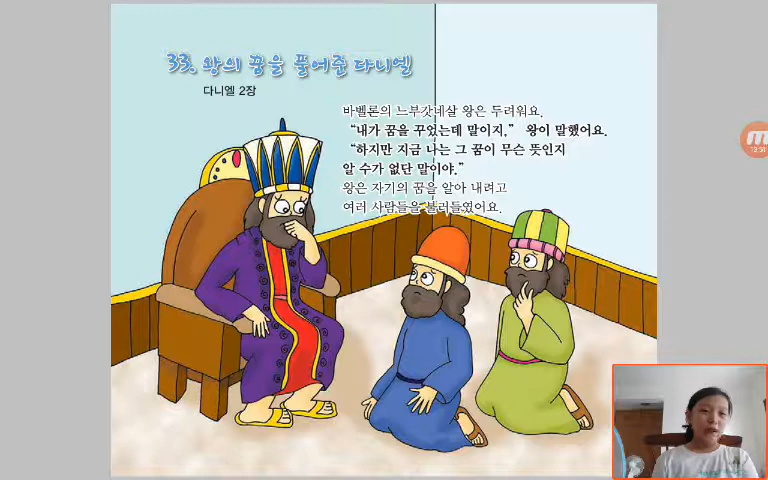 33. 왕의 꿈을 풀어준 다니엘
다니엘 2장
바벨론의 느부갓네살 왕은 두려워요.
“내가 꿈을 꾸었는데 말이지,” 왕이 말했어요.
“하지만 지금 나는 그 꿈이 무슨 뜻인지
알 수가 없단 말이야.”
왕은 자기의 꿈을 알아 내려고
여러 사람들을 불러들였어요.
M